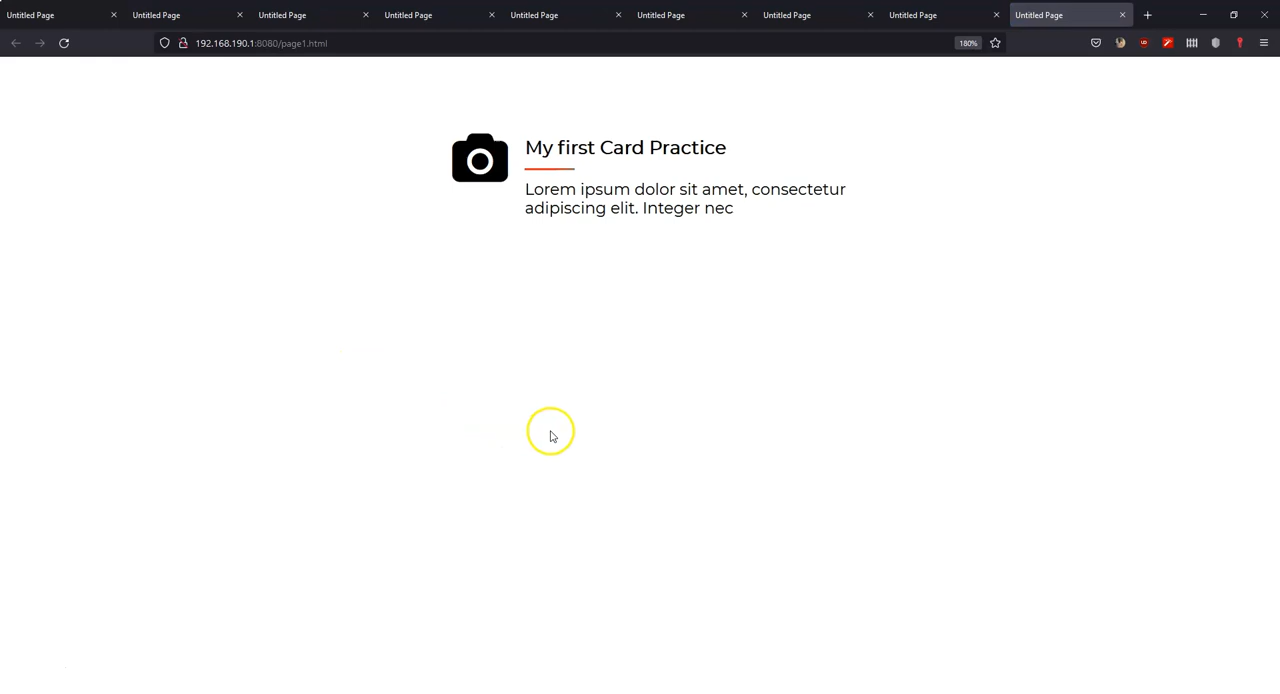 Untitled Page
Untitled Page
Untitled Page
Untitled Page
Untitled Page
Untitled Page
Untitled Page
Untitled Page
Untitled Page
192.168.190.1:8080/page1.html
180%
My first Card Practice
Lorem ipsum dolor sit amet, consectetur
adipiscing elit. Integer nec